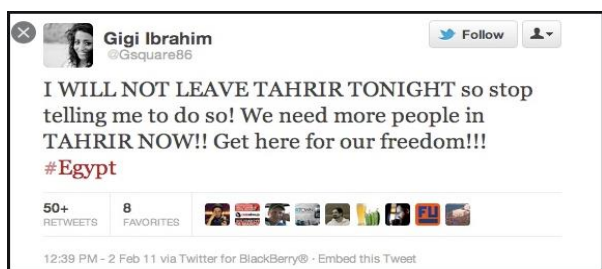 Gigi Ibrahim
@Gsquare86
Follow
I WILL NOT LEAVE TAHRIR TONIGHT so stop
telling me to do so! We need more people in
TAHRIR NOW!! Get here for our freedom!!!
#Egypt
50+
RETWEETS
8
FAVORITES
FU
12:39 PM - 2 Feb 11 via Twitter for BlackBerry® · Embed this Tweet